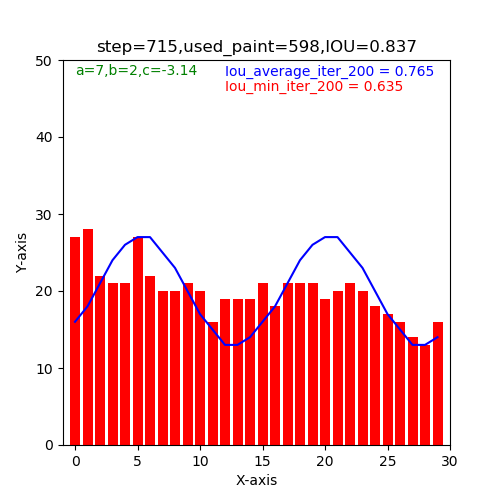 step=715,used_paint=598,IOU=0.837
a=7,b=2,c=-3.14
Iou_average_iter_200 = 0.765
Iou_min_iter_200 = 0.635
50
40
30
20
10
0
Y-axis
0 5 10 15 20 25 30
X-axis